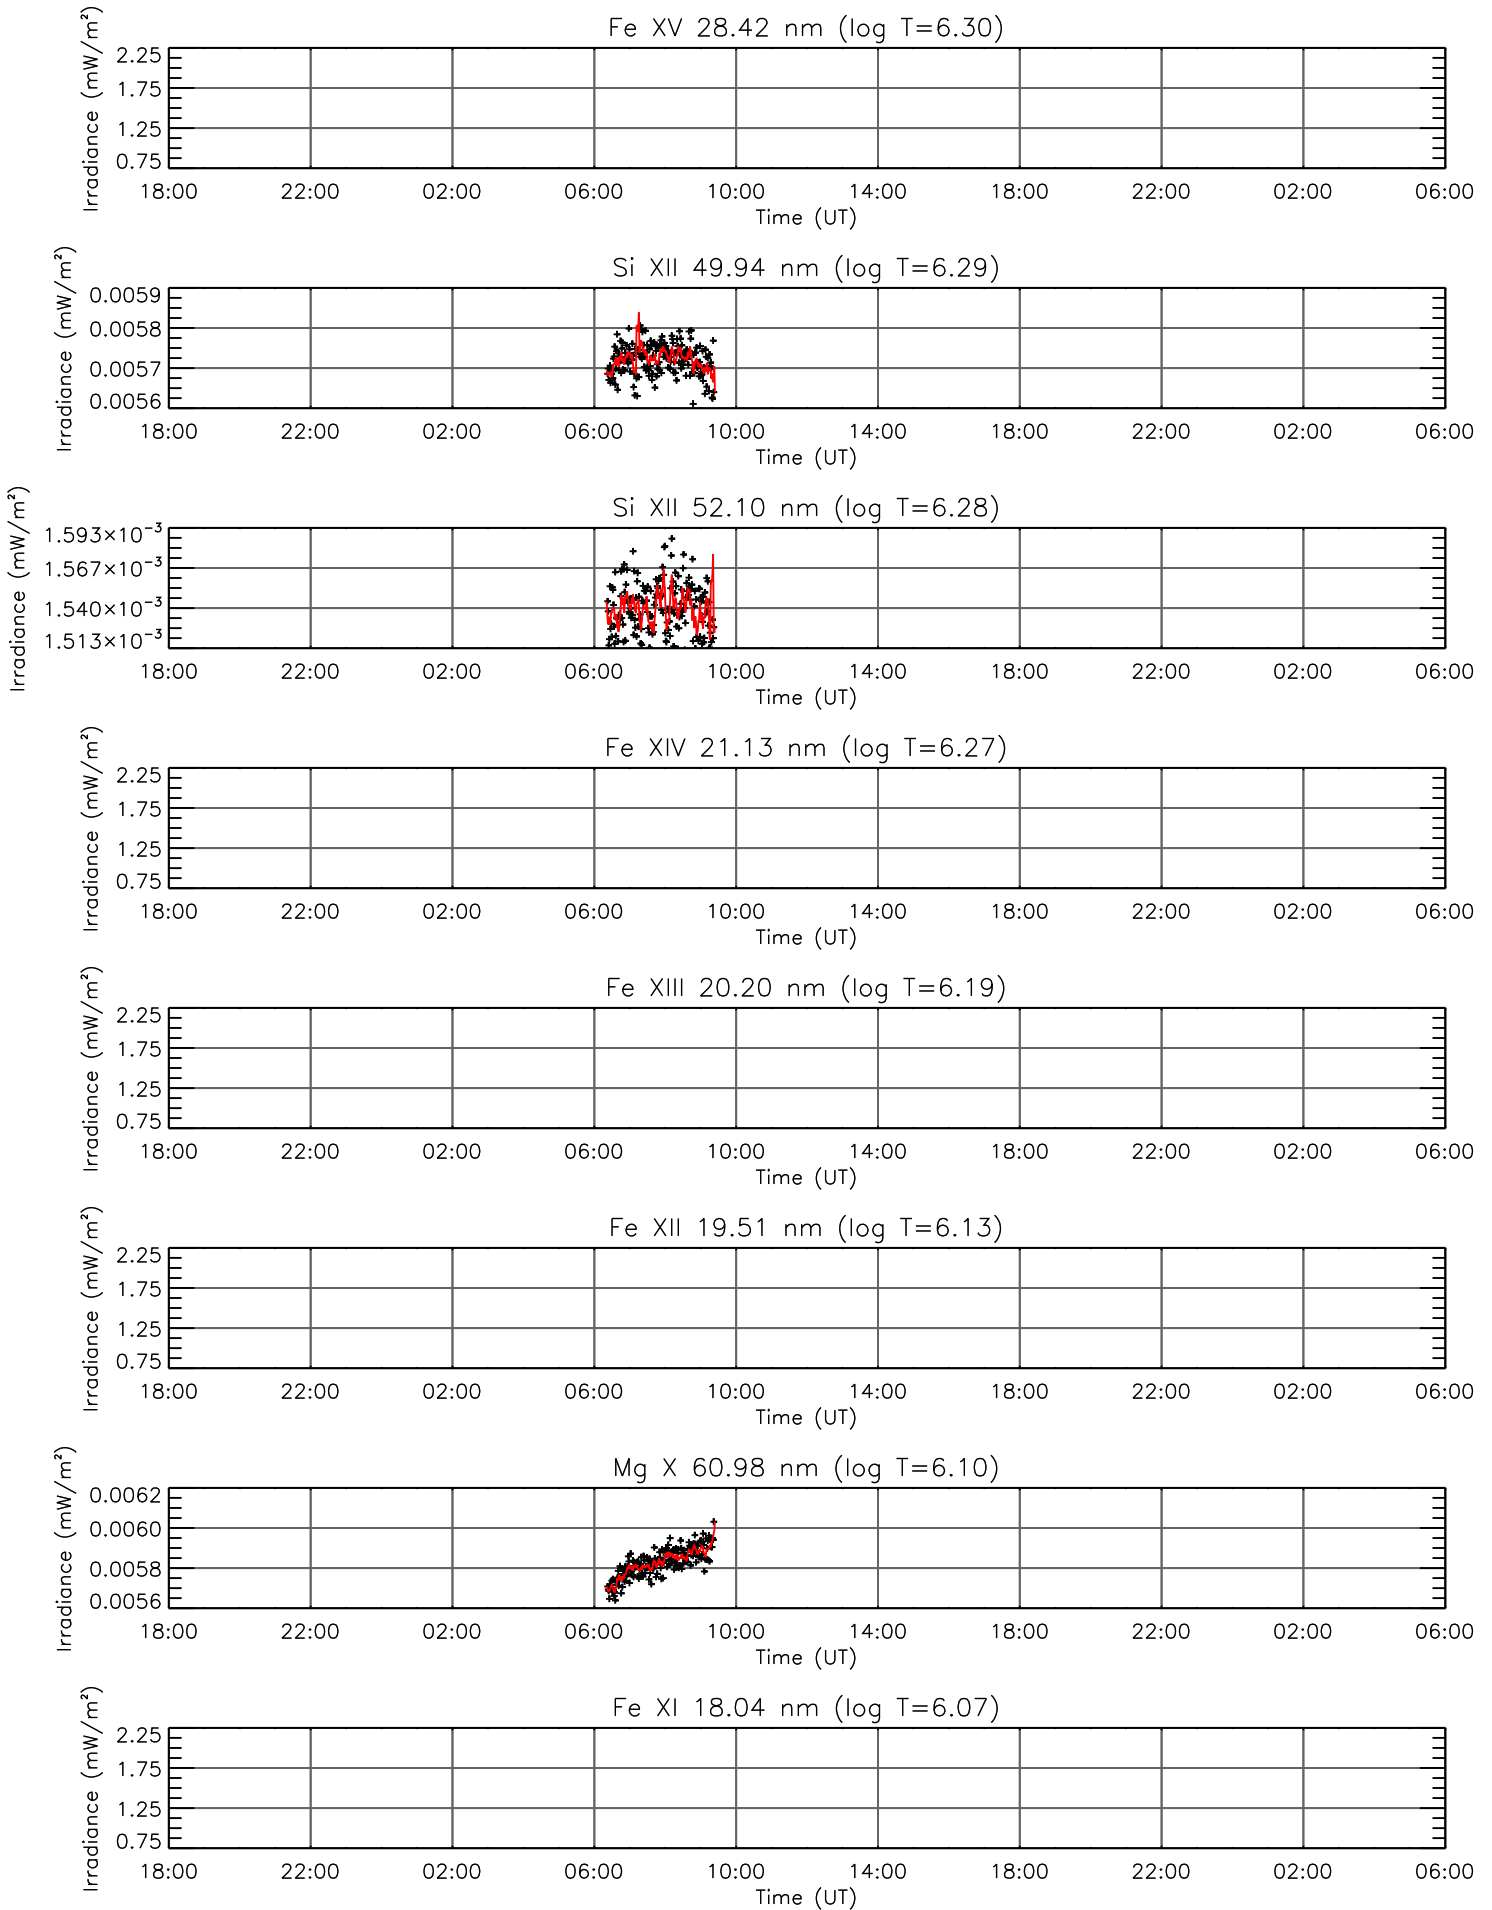 Fe XV 28.42 nm (log T=6.30)
Irradiance (mW/m²)
2.25
1.75
1.25
0.75
18:00 22:00 02:00 06:00 10:00 14:00 18:00 22:00 02:00 06:00
Time (UT)
Si XII 49.94 nm (log T=6.29)
Irradiance (mW/m²)
0.0059
0.0058
0.0057
0.0056
18:00 22:00 02:00 06:00 10:00 14:00 18:00 22:00 02:00 06:00
Time (UT)
Si XII 52.10 nm (log T=6.28)
Irradiance (mW/m²)
1.593×10⁻³
1.567×10⁻³
1.540×10⁻³
1.513×10⁻³
18:00 22:00 02:00 06:00 10:00 14:00 18:00 22:00 02:00 06:00
Time (UT)
Fe XIV 21.13 nm (log T=6.27)
Irradiance (mW/m²)
2.25
1.75
1.25
0.75
18:00 22:00 02:00 06:00 10:00 14:00 18:00 22:00 02:00 06:00
Time (UT)
Fe XIII 20.20 nm (log T=6.19)
Irradiance (mW/m²)
2.25
1.75
1.25
0.75
18:00 22:00 02:00 06:00 10:00 14:00 18:00 22:00 02:00 06:00
Time (UT)
Fe XII 19.51 nm (log T=6.13)
Irradiance (mW/m²)
2.25
1.75
1.25
0.75
18:00 22:00 02:00 06:00 10:00 14:00 18:00 22:00 02:00 06:00
Time (UT)
Mg X 60.98 nm (log T=6.10)
Irradiance (mW/m²)
0.0062
0.0060
0.0058
0.0056
18:00 22:00 02:00 06:00 10:00 14:00 18:00 22:00 02:00 06:00
Time (UT)
Fe XI 18.04 nm (log T=6.07)
Irradiance (mW/m²)
2.25
1.75
1.25
0.75
18:00 22:00 02:00 06:00 10:00 14:00 18:00 22:00 02:00 06:00
Time (UT)